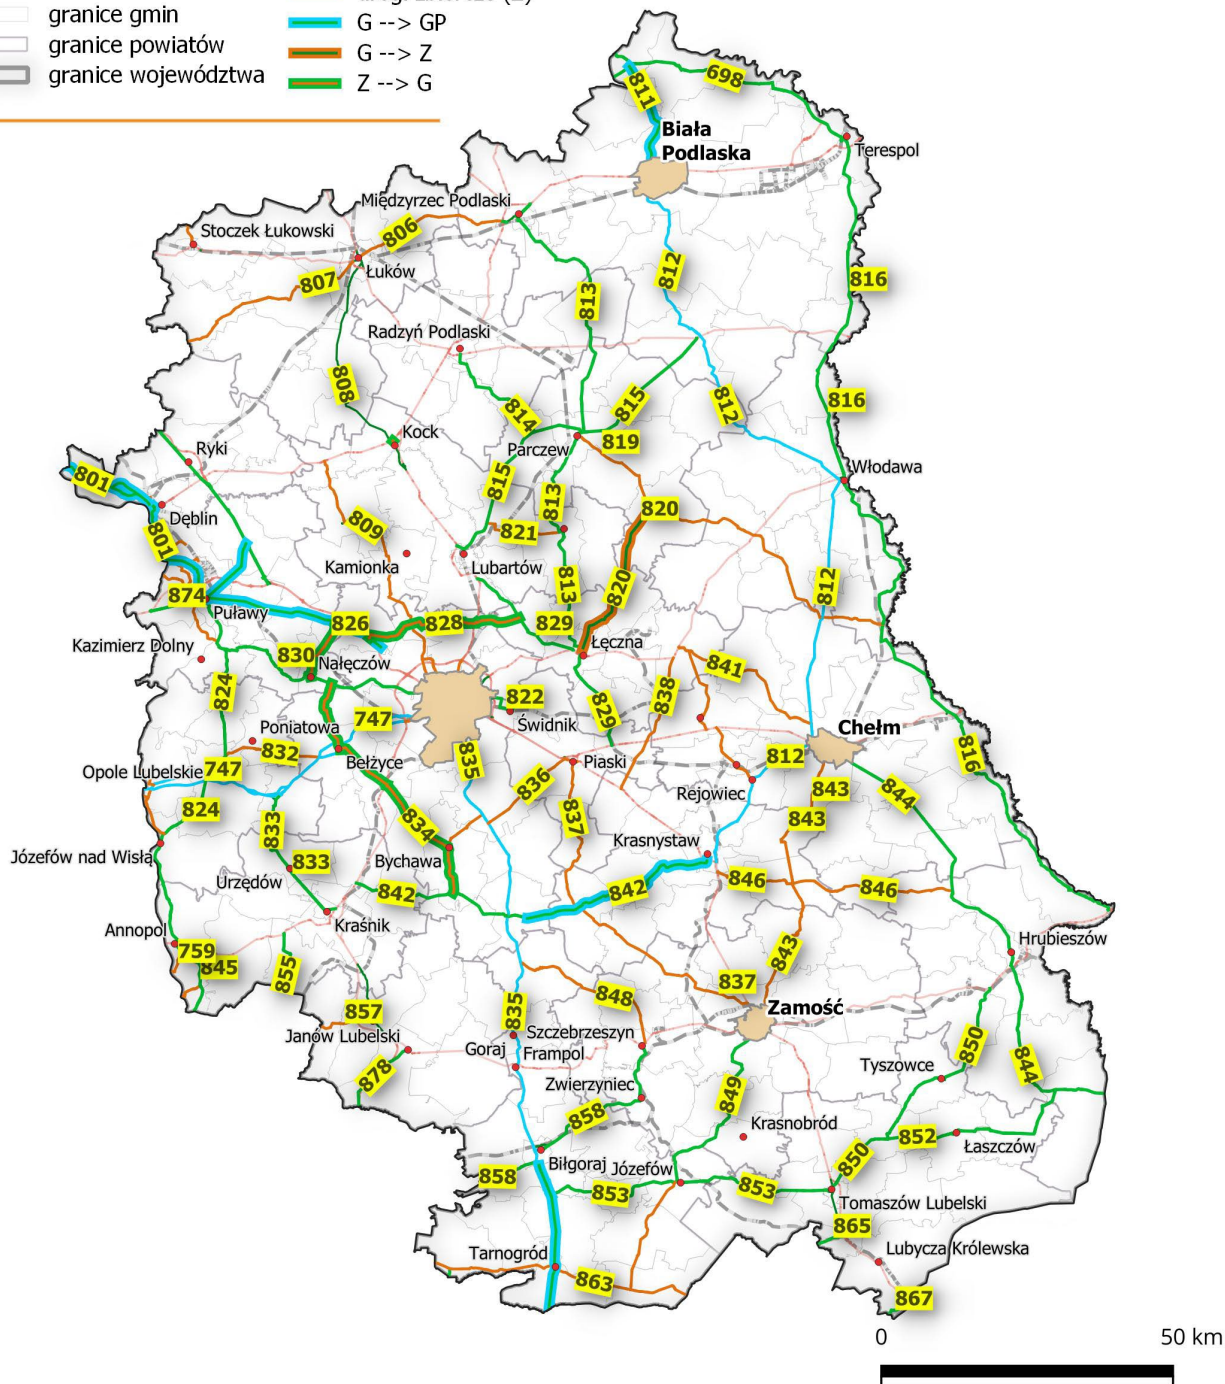 granice gmin
granice powiatów
granice województwa
G --> GP
G --> Z
Z --> G
698
811
Biała
Podlaska
Terespol
Międzyrzec Podlaski
Stoczek Łukowski
806
Łuków
807
812
816
813
Radzyń Podlaski
808
814
815
812
816
Kock
Parczew
819
Ryki
Włodawa
801
815
813
820
Dęblin
809
821
801
Kamionka
Lubartów
874
813
820
812
Puławy
826
828
829
Kazimierz Dolny
830
Nałęczów
Łęczna
841
824
838
822
747
Świdnik
829
Poniatowa
Chełm
832
Bełżyce
835
Piaski
812
816
Opole Lubelskie
747
836
Rejowiec
843
844
824
833
834
837
843
Józefów nad Wisłą
Bychawa
Krasnystaw
833
Urzędów
842
842
846
846
Annopol
Kraśnik
Hrubieszów
759
845
855
843
837
848
857
835
Zamość
Janów Lubelski
Szczebrzeszyn
Goraj
Frampol
850
844
Tyszowce
878
Zwierzyniec
849
858
Krasnobród
852
Łaszczów
858
Biłgoraj
Józefów
850
853
853
Tomaszów Lubelski
865
Tarnogród
Lubycza Królewska
863
867
0
50 km